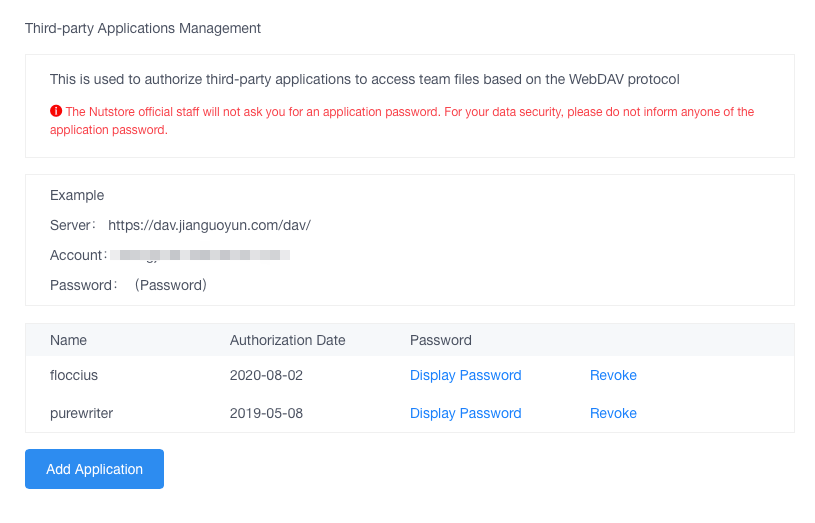 Third-party Applications Management
This is used to authorize third-party applications to access team files based on the WebDAV protocol
The Nutstore official staff will not ask you for an application password. For your data security, please do not inform anyone of the
application password.
Example
Server： https://dav.jianguoyun.com/dav/
Account：
Password： （Password）
Name Authorization Date Password
floccius 2020-08-02 Display Password Revoke
purewriter 2019-05-08 Display Password Revoke
Add Application